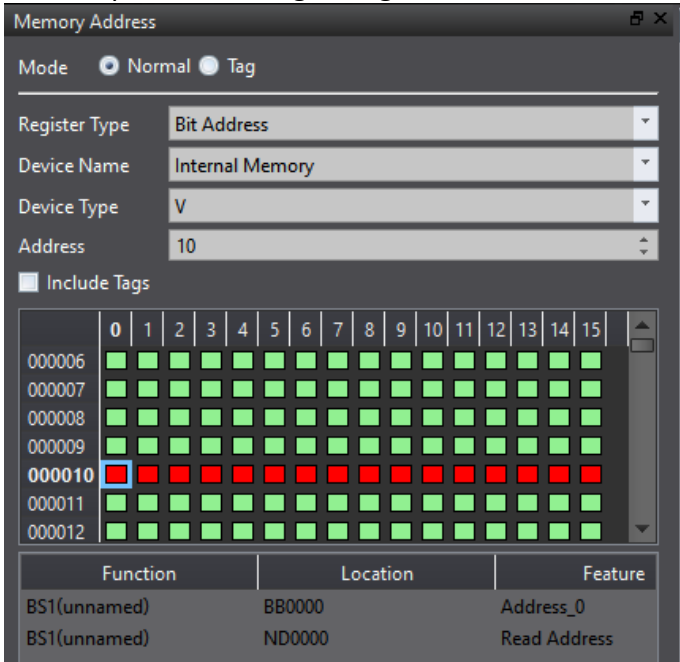 Memory Address
Mode Normal Tag
Register Type Bit Address
Device Name Internal Memory
Device Type V
Address 10
Include Tags
0 1 2 3 4 5 6 7 8 9 10 11 12 13 14 15
000006
000007
000008
000009
000010
000011
000012
Function Location Feature
BS1(unnamed) BB0000 Address_0
BS1(unnamed) ND0000 Read Address